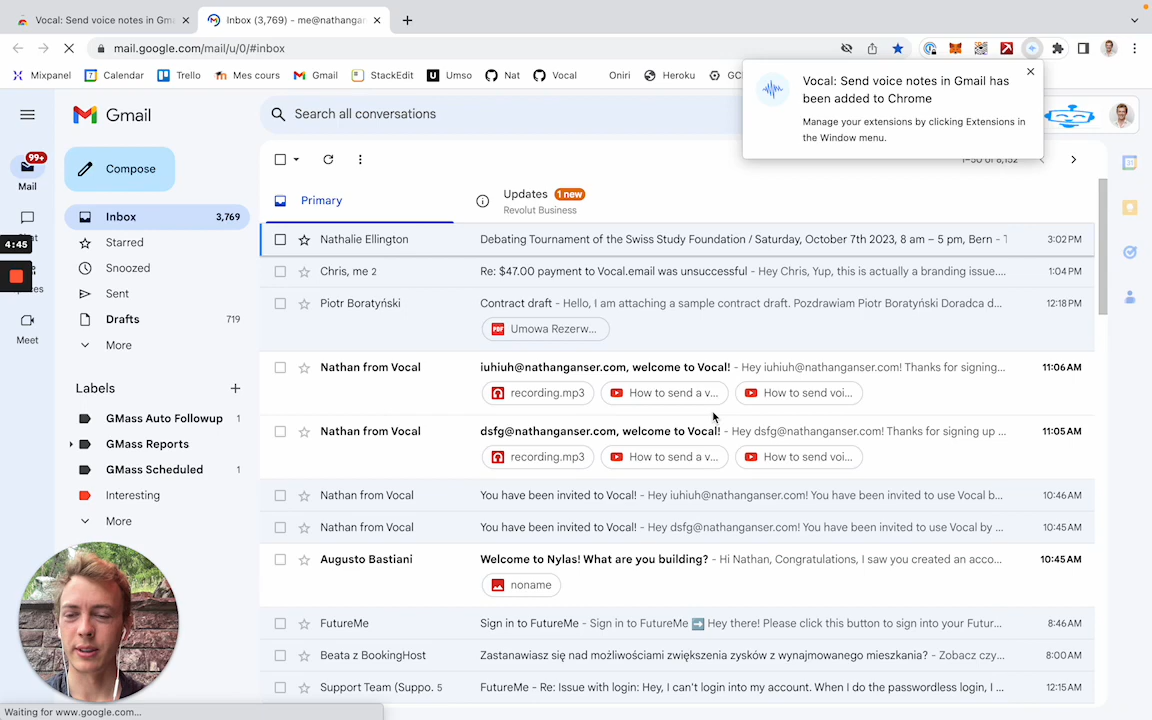 Vocal: Send voice notes in Gm
Inbox (3,769) - me@nathangan
mail.google.com/mail/u/0/#inbox
Mixpanel
Calendar
Trello
Mes cours
Gmail
StackEdit
Umso
Nat
Vocal
Oniri
Heroku
GC
Vocal: Send voice notes in Gmail has
been added to Chrome
Manage your extensions by clicking Extensions in
the Window menu.
Gmail
Search all conversations
99+
Mail
Meet
4:45
Compose
Inbox 3,769
Starred
Snoozed
Sent
Drafts 719
More
Labels
GMass Auto Followup 1
GMass Reports
GMass Scheduled 1
Interesting
More
1–50 of 8,152
Primary
Updates 1 new
Revolut Business
Nathalie Ellington Debating Tournament of the Swiss Study Foundation / Saturday, October 7th 2023, 8 am – 5 pm, Bern - T 3:02 PM
Chris, me 2 Re: $47.00 payment to Vocal.email was unsuccessful - Hey Chris, Yup, this is actually a branding issue.... 1:04 PM
Piotr Boratyński Contract draft - Hello, I am attaching a sample contract draft. Pozdrawiam Piotr Boratyński Doradca d... 12:18 PM
PDF Umowa Rezerw...
Nathan from Vocal iuhiuh@nathanganser.com, welcome to Vocal! - Hey iuhiuh@nathanganser.com! Thanks for signing... 11:06 AM
recording.mp3 How to send a v... How to send voi...
Nathan from Vocal dsfg@nathanganser.com, welcome to Vocal! - Hey dsfg@nathanganser.com! Thanks for signing up ... 11:05 AM
recording.mp3 How to send a v... How to send voi...
Nathan from Vocal You have been invited to Vocal! - Hey iuhiuh@nathanganser.com! You have been invited to use Vocal b... 10:46 AM
Nathan from Vocal You have been invited to Vocal! - Hey dsfg@nathanganser.com! You have been invited to use Vocal by ... 10:45 AM
Augusto Bastiani Welcome to Nylas! What are you building? - Hi Nathan, Congratulations, I saw you created an acco... 10:45 AM
noname
FutureMe Sign in to FutureMe - Sign in to FutureMe ➡️ Hey there! Please click this button to sign into your Futur... 8:46 AM
Beata z BookingHost Zastanawiasz się nad możliwościami zwiększenia zysków z wynajmowanego mieszkania? - Zobacz czy... 8:00 AM
Support Team (Suppo. 5 FutureMe - Re: Issue with login: Hey, I can't login into my account. When I do the passwordless login, I ... 12:15 AM
Waiting for www.google.com...